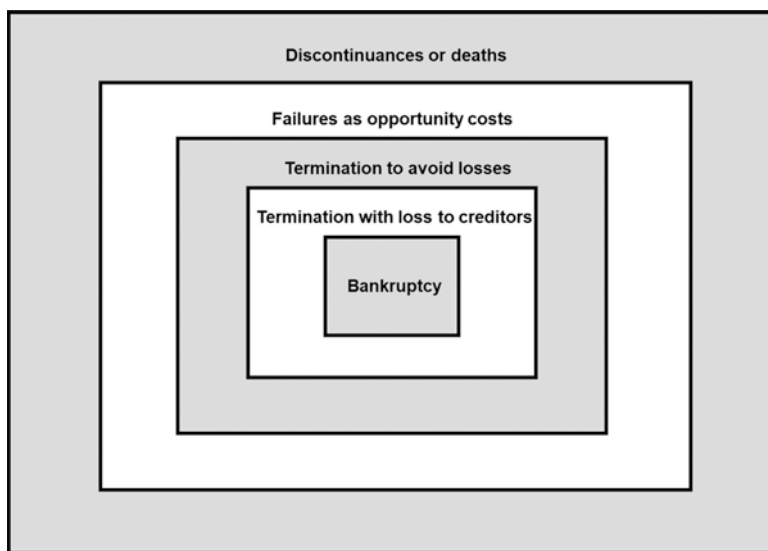 Discontinuances or deaths
Failures as opportunity costs
Termination to avoid losses
Termination with loss to creditors
Bankruptcy